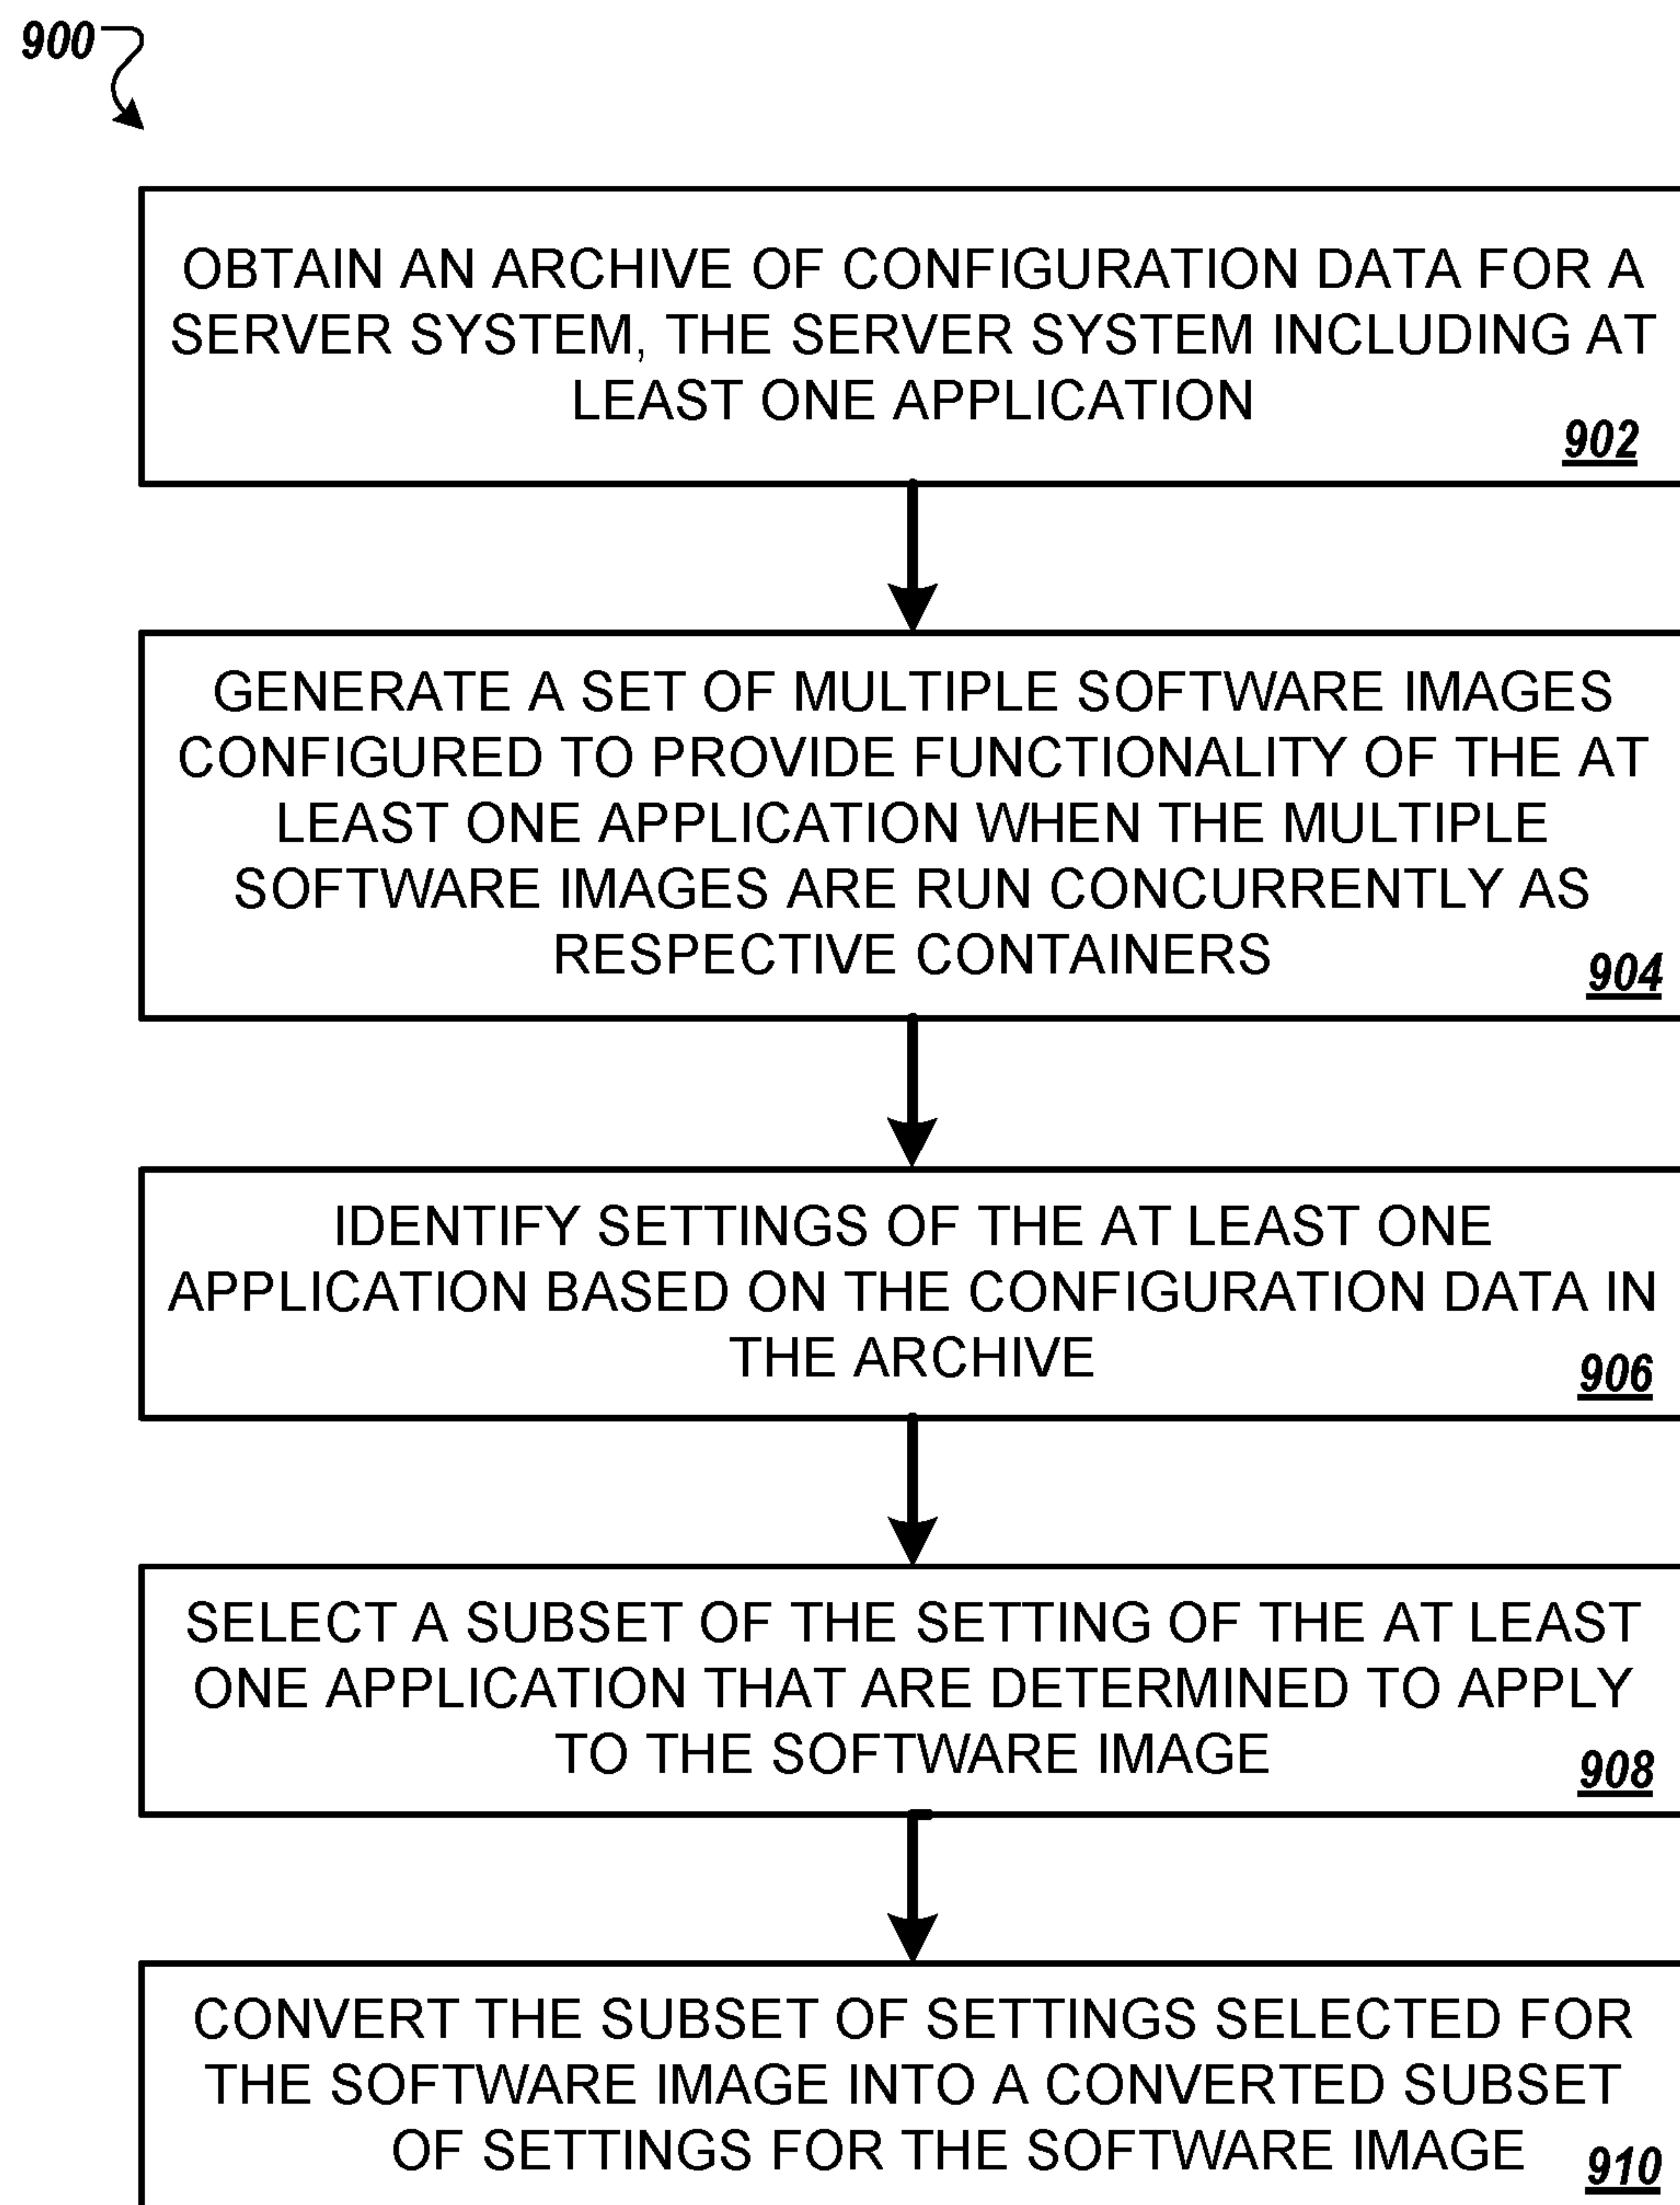 900
OBTAIN AN ARCHIVE OF CONFIGURATION DATA FOR A
SERVER SYSTEM, THE SERVER SYSTEM INCLUDING AT
LEAST ONE APPLICATION
902
GENERATE A SET OF MULTIPLE SOFTWARE IMAGES
CONFIGURED TO PROVIDE FUNCTIONALITY OF THE AT
LEAST ONE APPLICATION WHEN THE MULTIPLE
SOFTWARE IMAGES ARE RUN CONCURRENTLY AS
RESPECTIVE CONTAINERS
904
IDENTIFY SETTINGS OF THE AT LEAST ONE
APPLICATION BASED ON THE CONFIGURATION DATA IN
THE ARCHIVE
906
SELECT A SUBSET OF THE SETTING OF THE AT LEAST
ONE APPLICATION THAT ARE DETERMINED TO APPLY
TO THE SOFTWARE IMAGE
908
CONVERT THE SUBSET OF SETTINGS SELECTED FOR
THE SOFTWARE IMAGE INTO A CONVERTED SUBSET
OF SETTINGS FOR THE SOFTWARE IMAGE
910